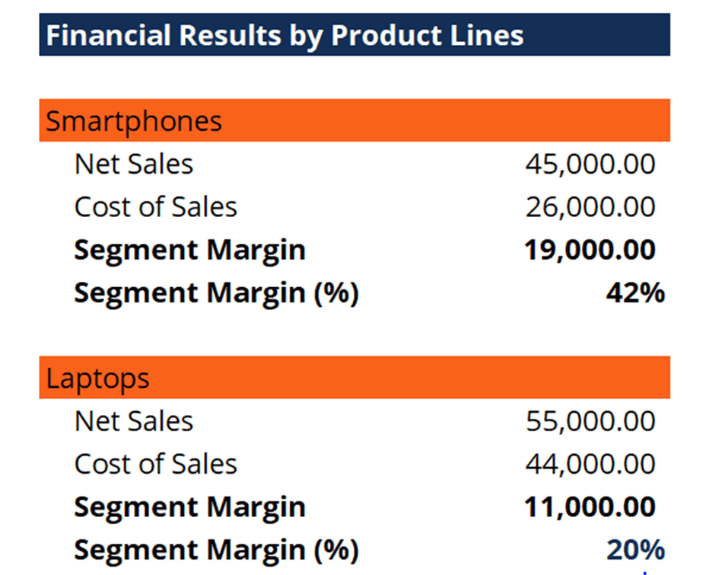 Financial Results by Product Lines
Smartphones
Net Sales 45,000.00
Cost of Sales 26,000.00
Segment Margin 19,000.00
Segment Margin (%) 42%
Laptops
Net Sales 55,000.00
Cost of Sales 44,000.00
Segment Margin 11,000.00
Segment Margin (%) 20%